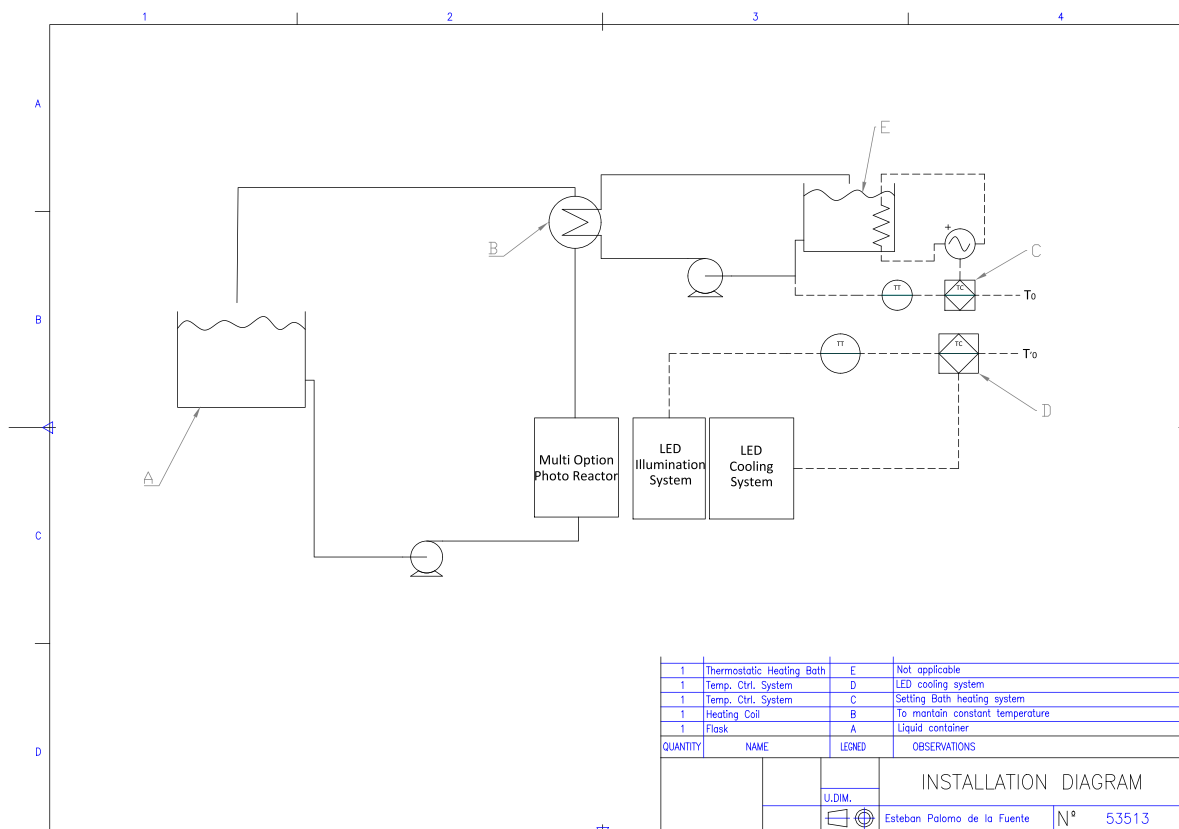 1 2 3 4
A
B
C
D
E
B
C
+
TT TC T0
TT TC T'0
D
A
Multi Option
Photo Reactor
LED
Illumination
System
LED
Cooling
System
1 Thermostatic Heating Bath E Not applicable
1 Temp. Ctrl. System D LED cooling system
1 Temp. Ctrl. System C Setting Bath heating system
1 Heating Coil B To mantain constant temperature
1 Flask A Liquid container
QUANTITY NAME LEGNED OBSERVATIONS
INSTALLATION DIAGRAM
U.DIM.
Esteban Palomo de la Fuente Nº 53513